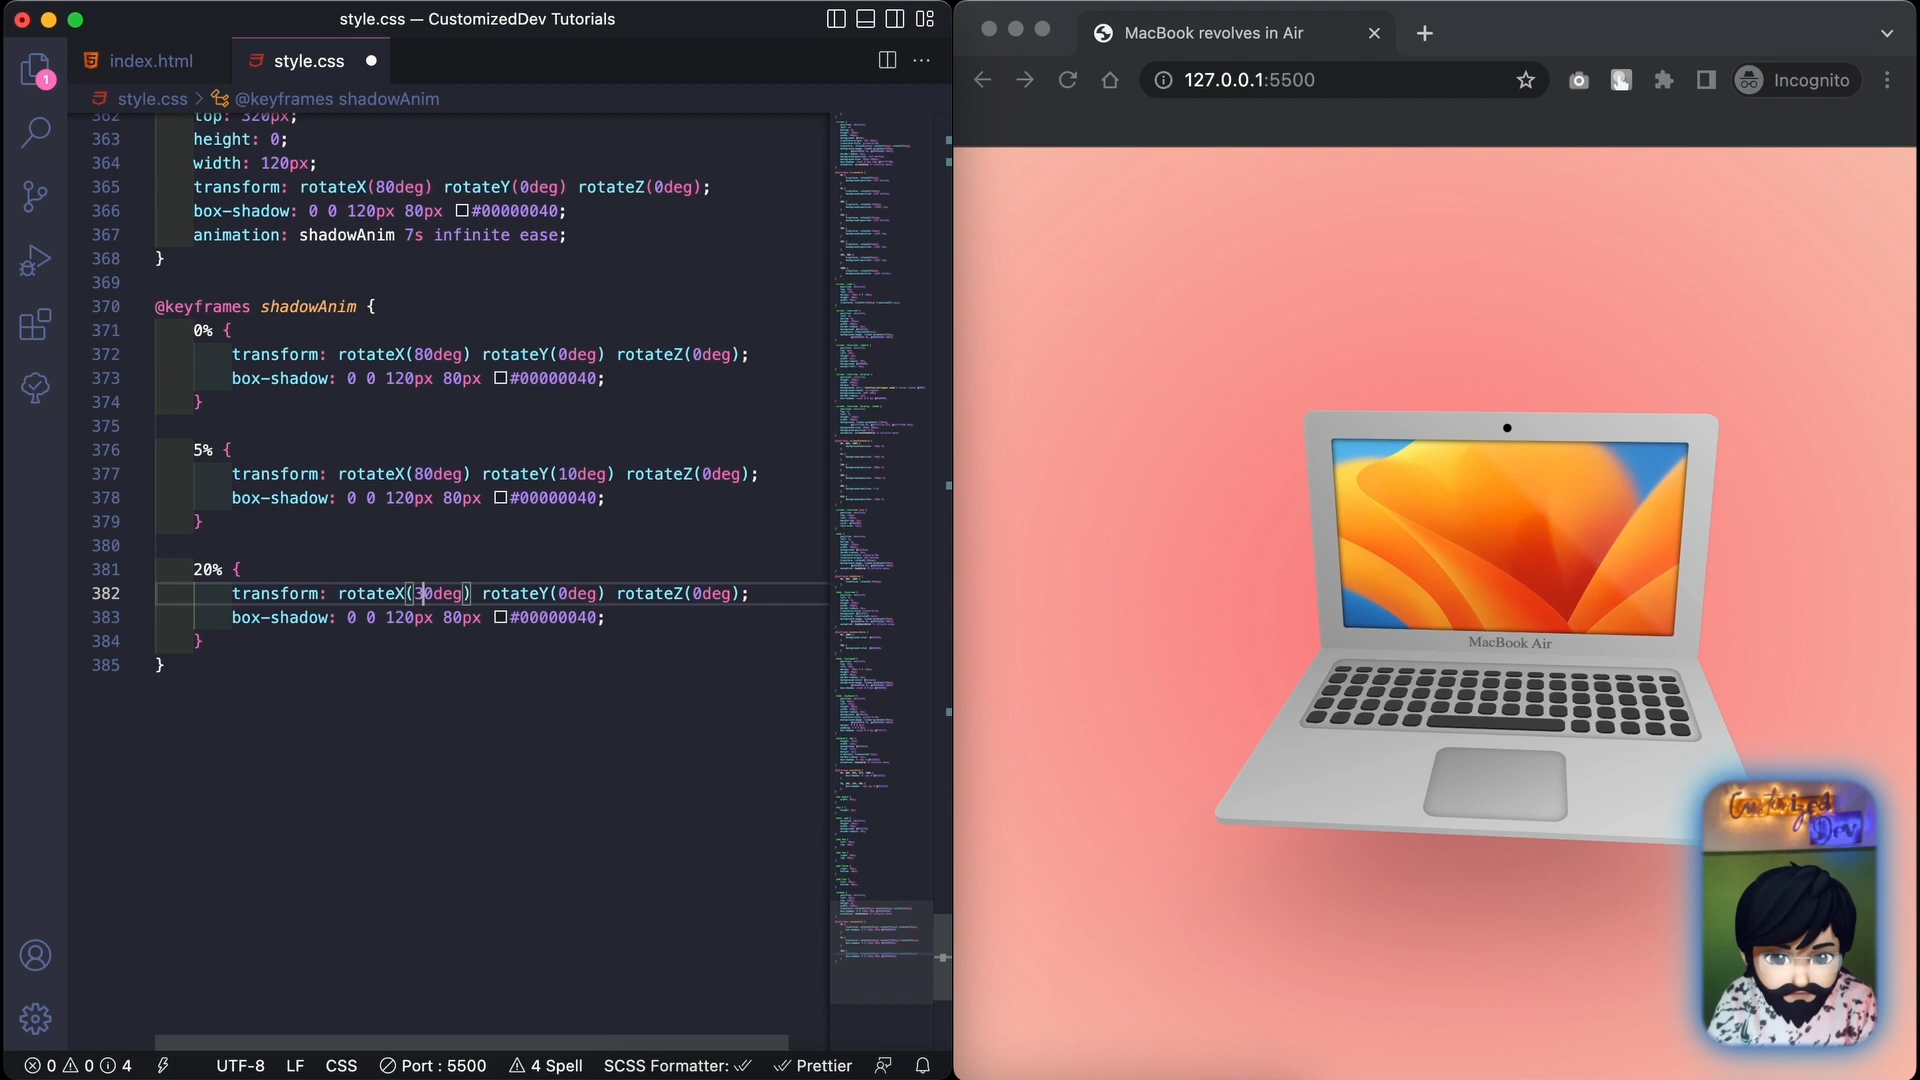 style.css — CustomizedDev Tutorials
index.html
style.css
style.css > @keyframes shadowAnim
362 top: 320px;
363 height: 0;
364 width: 120px;
365 transform: rotateX(80deg) rotateY(0deg) rotateZ(0deg);
366 box-shadow: 0 0 120px 80px #00000040;
367 animation: shadowAnim 7s infinite ease;
368 }
369
370 @keyframes shadowAnim {
371 0% {
372 transform: rotateX(80deg) rotateY(0deg) rotateZ(0deg);
373 box-shadow: 0 0 120px 80px #00000040;
374 }
375
376 5% {
377 transform: rotateX(80deg) rotateY(10deg) rotateZ(0deg);
378 box-shadow: 0 0 120px 80px #00000040;
379 }
380
381 20% {
382 transform: rotateX(30deg) rotateY(0deg) rotateZ(0deg);
383 box-shadow: 0 0 120px 80px #00000040;
384 }
385 }
1
0 0 4
UTF-8 LF CSS Port : 5500 4 Spell SCSS Formatter: Prettier
MacBook revolves in Air
127.0.0.1:5500
Incognito
MacBook Air
Customized
Dev